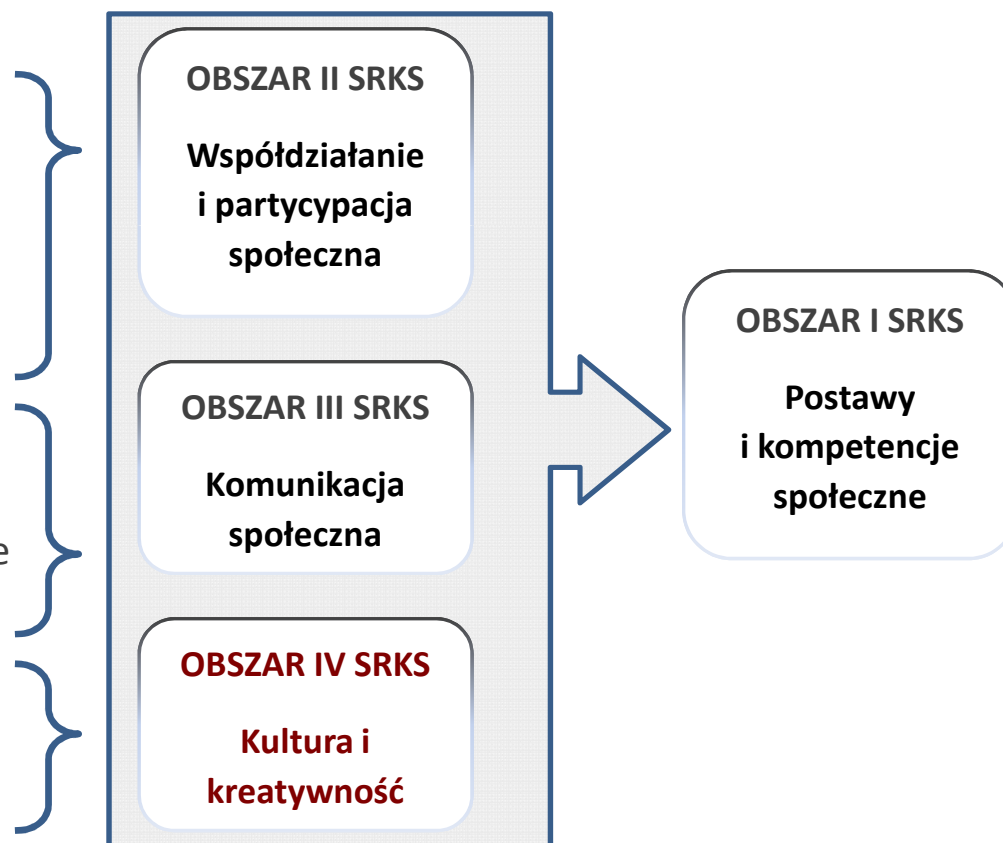 OBSZAR II SRKS
Współdziałanie
i partycypacja
społeczna
OBSZAR III SRKS
Komunikacja
społeczna
e
OBSZAR IV SRKS
Kultura i
kreatywność
OBSZAR I SRKS
Postawy
i kompetencje
społeczne